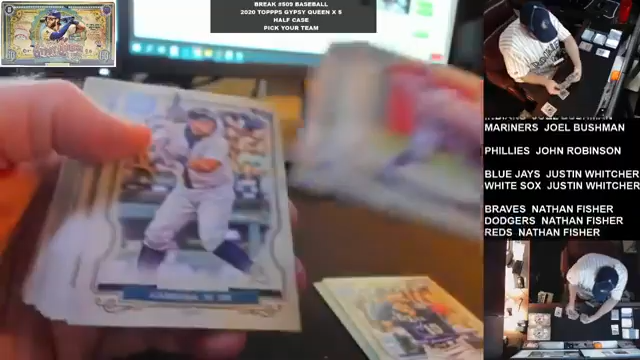 BREAK #509 BASEBALL
2020 TOPPPS GYPSY QUEEN X 5
HALF CASE
PICK YOUR TEAM
MARINERS JOEL BUSHMAN
PHILLIES JOHN ROBINSON
BLUE JAYS JUSTIN WHITCHER
WHITE SOX JUSTIN WHITCHER
BRAVES NATHAN FISHER
DODGERS NATHAN FISHER
REDS NATHAN FISHER